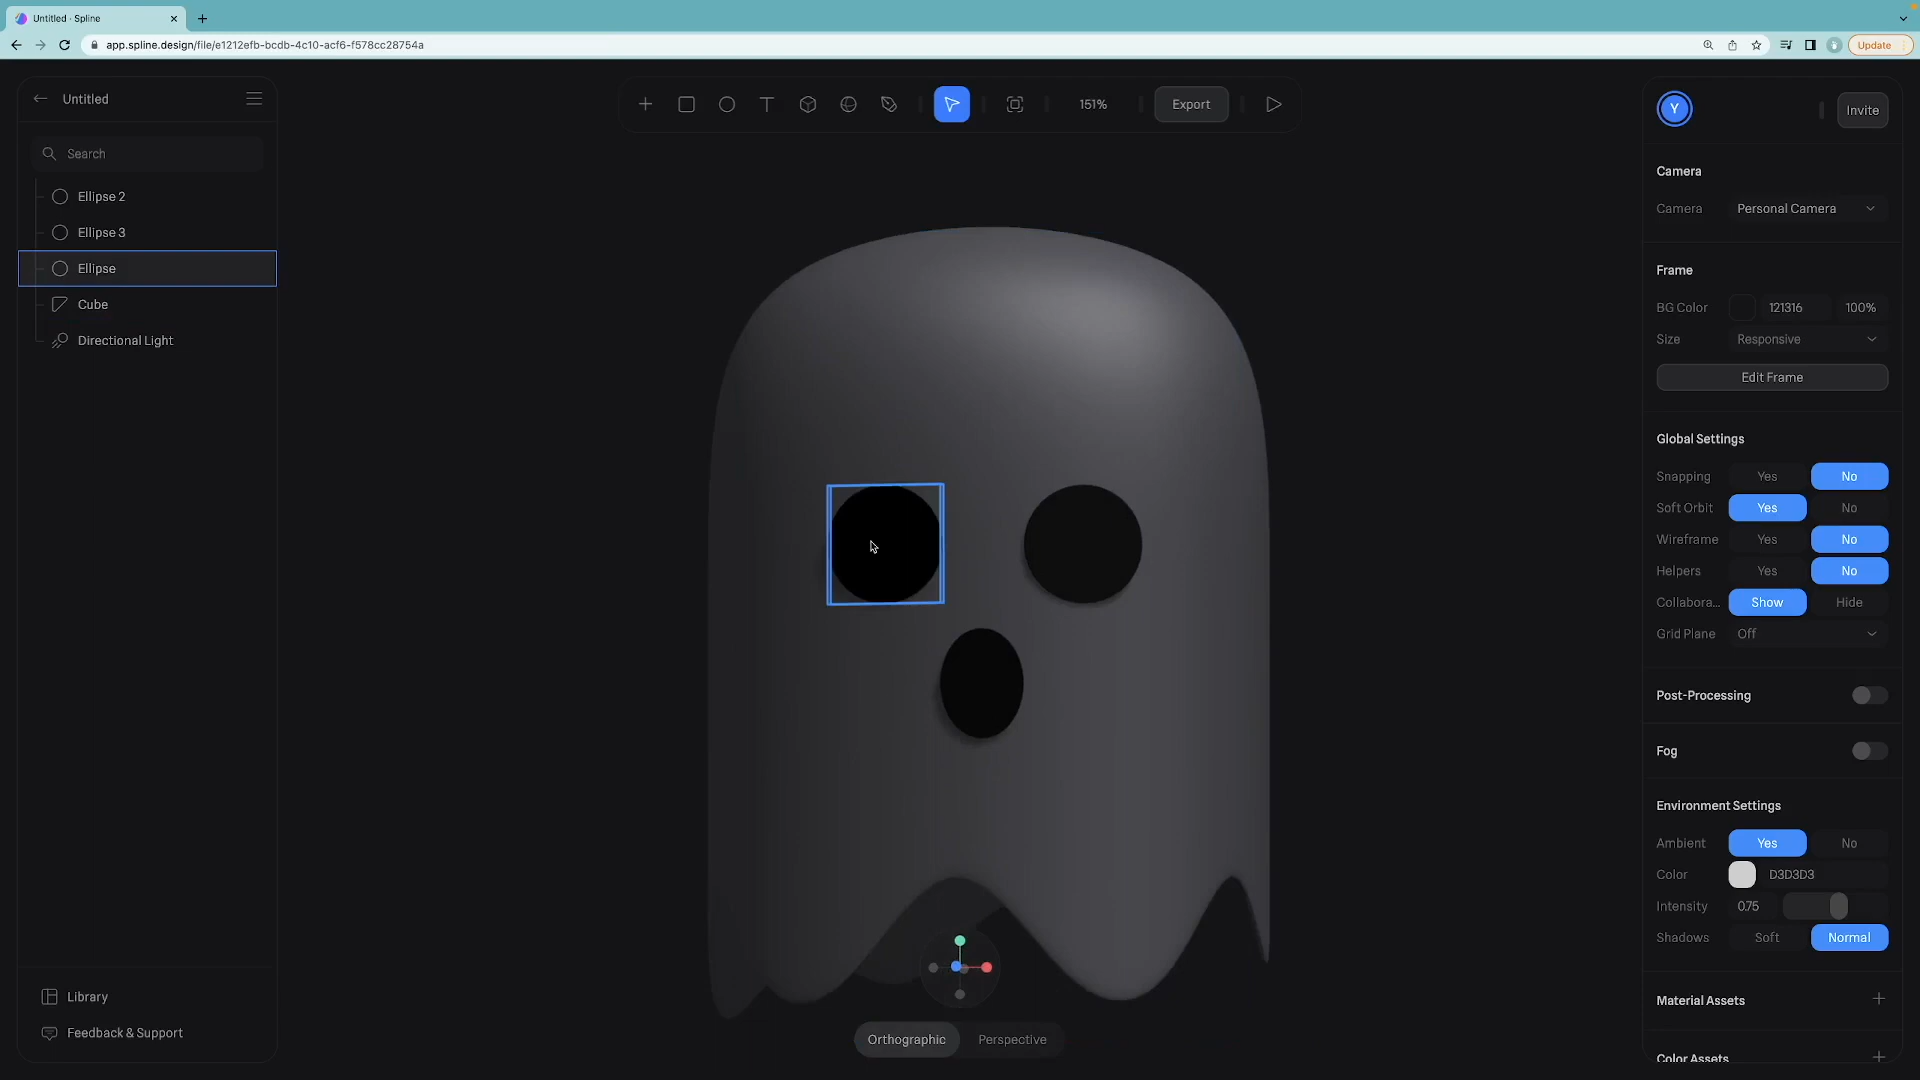 Untitled - Spline
app.spline.design/file/e1212efb-bcdb-4c10-acf6-f578cc28754a
Update
Untitled
151%
Export
Y
Invite
Search
Ellipse 2
Ellipse 3
Ellipse
Cube
Directional Light
Camera
Camera
Personal Camera
Frame
BG Color
121316
100%
Size
Responsive
Edit Frame
Global Settings
Snapping
Yes
No
Soft Orbit
Yes
No
Wireframe
Yes
No
Helpers
Yes
No
Collabora...
Show
Hide
Grid Plane
Off
Post-Processing
Fog
Environment Settings
Ambient
Yes
No
Color
D3D3D3
Intensity
0.75
Shadows
Soft
Normal
Material Assets
Color Assets
Library
Feedback & Support
Orthographic
Perspective